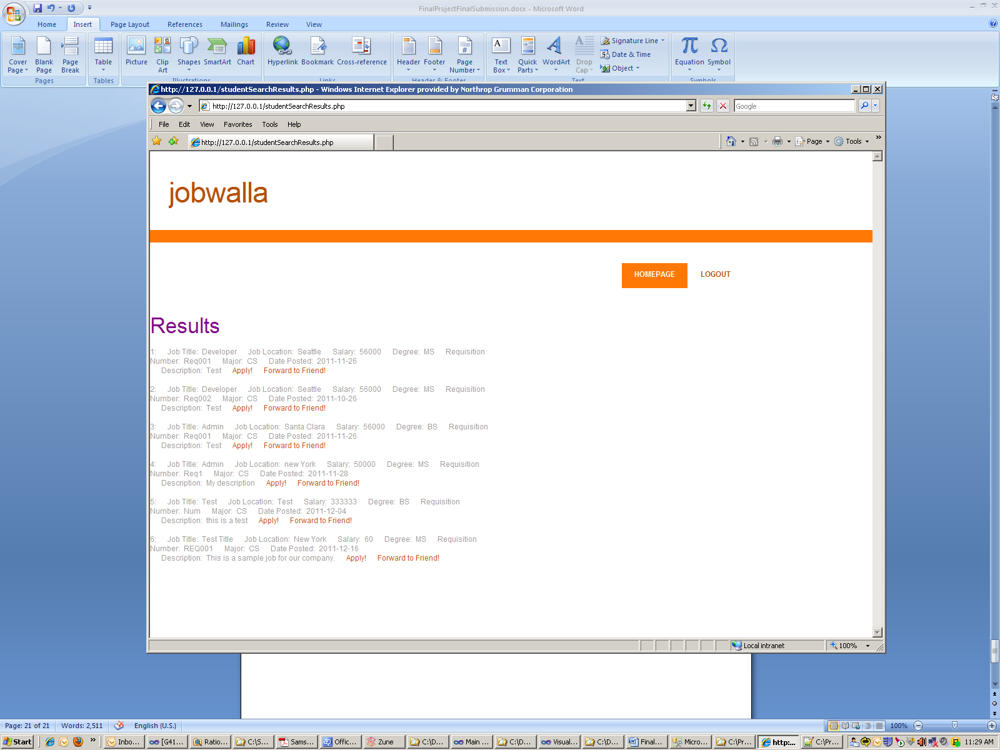 FinalProjectFinalSubmission.docx - Microsoft Word
Home Insert Page Layout References Mailings Review View
Cover Page Blank Page Page Break Table Picture Clip Art Shapes SmartArt Chart Hyperlink Bookmark Cross-reference Header Footer Page Number Text Box Quick Parts WordArt Drop Cap Signature Line Date & Time Object Equation Symbol
Pages Tables Illustrations Links Header & Footer Text Symbols
http://127.0.0.1/studentSearchResults.php - Windows Internet Explorer provided by Northrop Grumman Corporation
http://127.0.0.1/studentSearchResults.php Google
File Edit View Favorites Tools Help
http://127.0.0.1/studentSearchResults.php Page Tools
jobwalla
HOMEPAGE LOGOUT
Results
1: Job Title: Developer Job Location: Seattle Salary: 56000 Degree: MS Requisition
Number: Req001 Major: CS Date Posted: 2011-11-26
Description: Test Apply! Forward to Friend!
2: Job Title: Developer Job Location: Seattle Salary: 56000 Degree: MS Requisition
Number: Req002 Major: CS Date Posted: 2011-10-26
Description: Test Apply! Forward to Friend!
3: Job Title: Admin Job Location: Santa Clara Salary: 56000 Degree: BS Requisition
Number: Req001 Major: CS Date Posted: 2011-11-26
Description: Test Apply! Forward to Friend!
4: Job Title: Admin Job Location: new York Salary: 50000 Degree: MS Requisition
Number: Req1 Major: CS Date Posted: 2011-11-28
Description: My description Apply! Forward to Friend!
5: Job Title: Test Job Location: Test Salary: 333333 Degree: BS Requisition
Number: Num Major: CS Date Posted: 2011-12-04
Description: this is a test Apply! Forward to Friend!
6: Job Title: Test Title Job Location: New York Salary: 60 Degree: MS Requisition
Number: REQ001 Major: CS Date Posted: 2011-12-16
Description: This is a sample job for our company. Apply! Forward to Friend!
Local intranet 100%
Page: 21 of 21 Words: 2,511 English (U.S.) 100%
Start Inbo... [G41... Ratio... C:\S... Sams... Offic... Zune C:\D... Main ... C:\D... Visual... C:\D... Final... Micro... C:\Pr... http:... C:\Pr... 11:29 AM